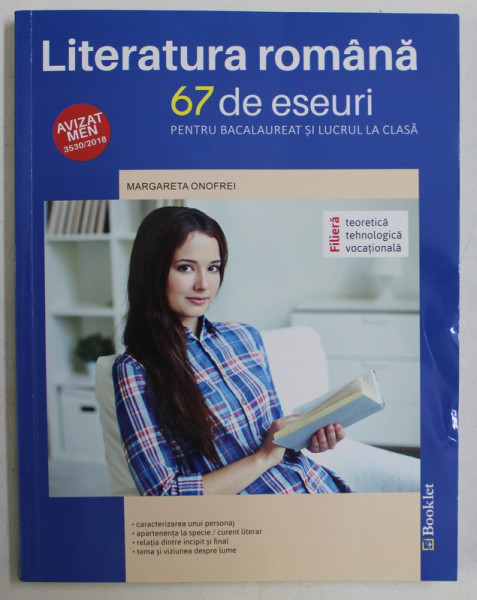 Literatura română
67 de eseuri
PENTRU BACALAUREAT ȘI LUCRUL LA CLASĂ
AVIZAT
MEN
3530/2018
MARGARETA ONOFREI
Filieră
teoretică
tehnologică
vocațională
• caracterizarea unui personaj
• apartenența la specie / curent literar
• relația dintre incipit și final
• tema și viziunea despre lume
Booklet